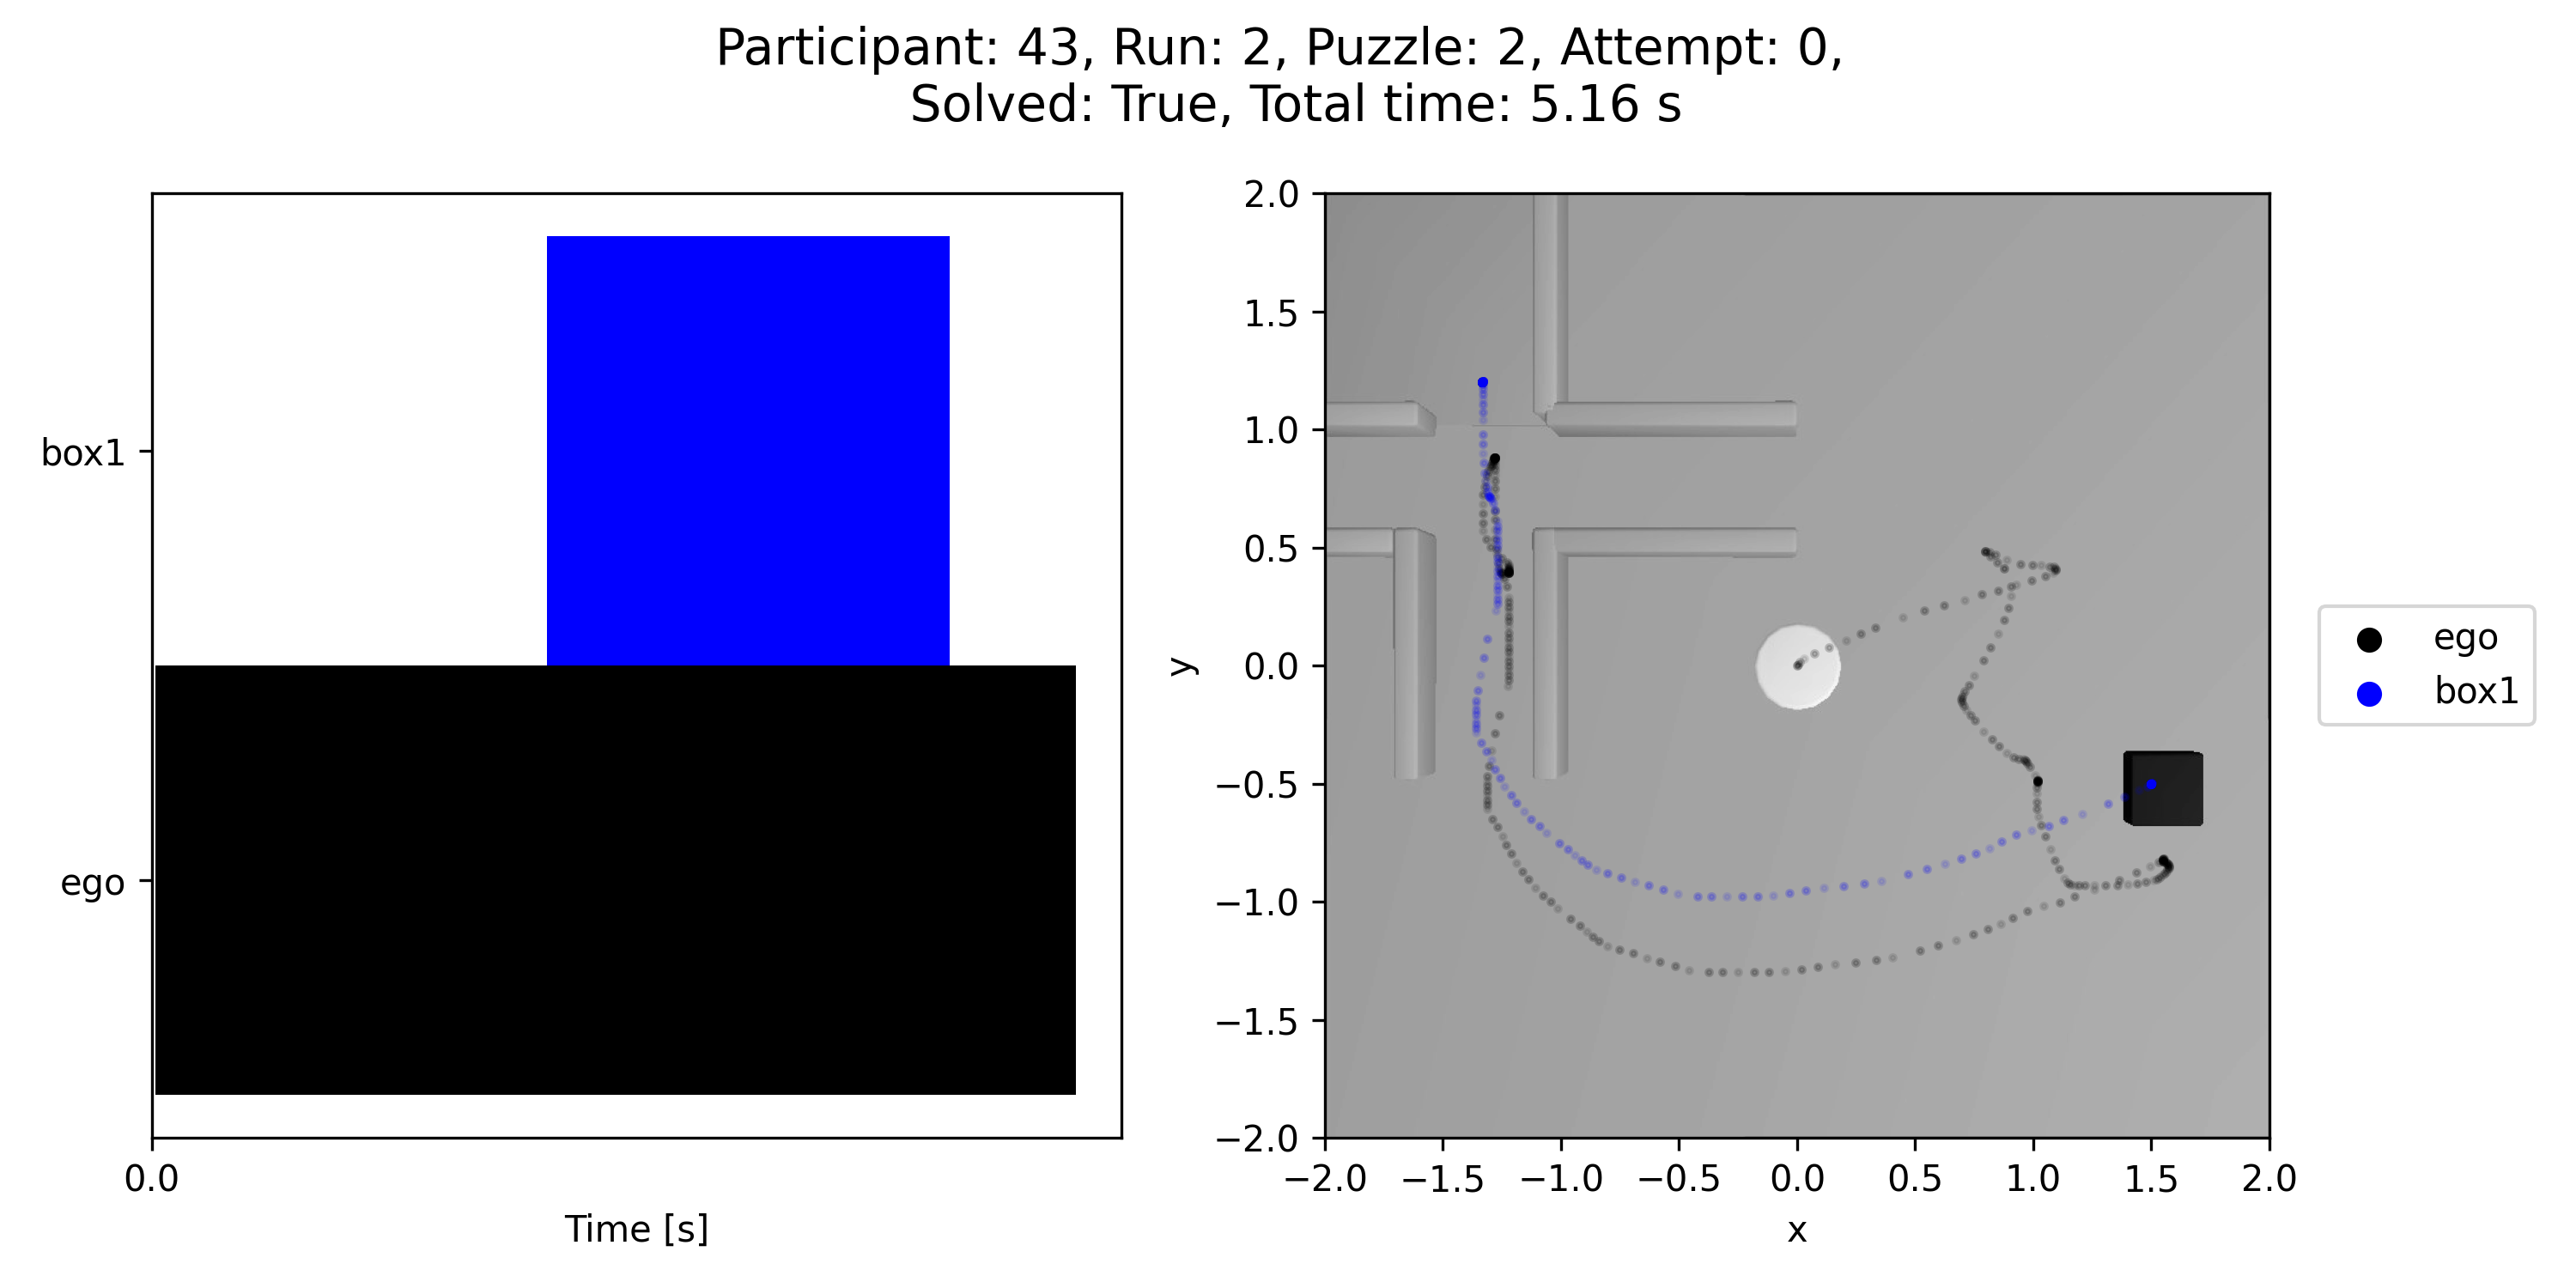 Participant: 43, Run: 2, Puzzle: 2, Attempt: 0,
Solved: True, Total time: 5.16 s
box1
ego
0.0
Time [s]
2.0
1.5
1.0
0.5
0.0
−0.5
−1.0
−1.5
−2.0
y
−2.0 −1.5 −1.0 −0.5 0.0 0.5 1.0 1.5 2.0
x
ego
box1